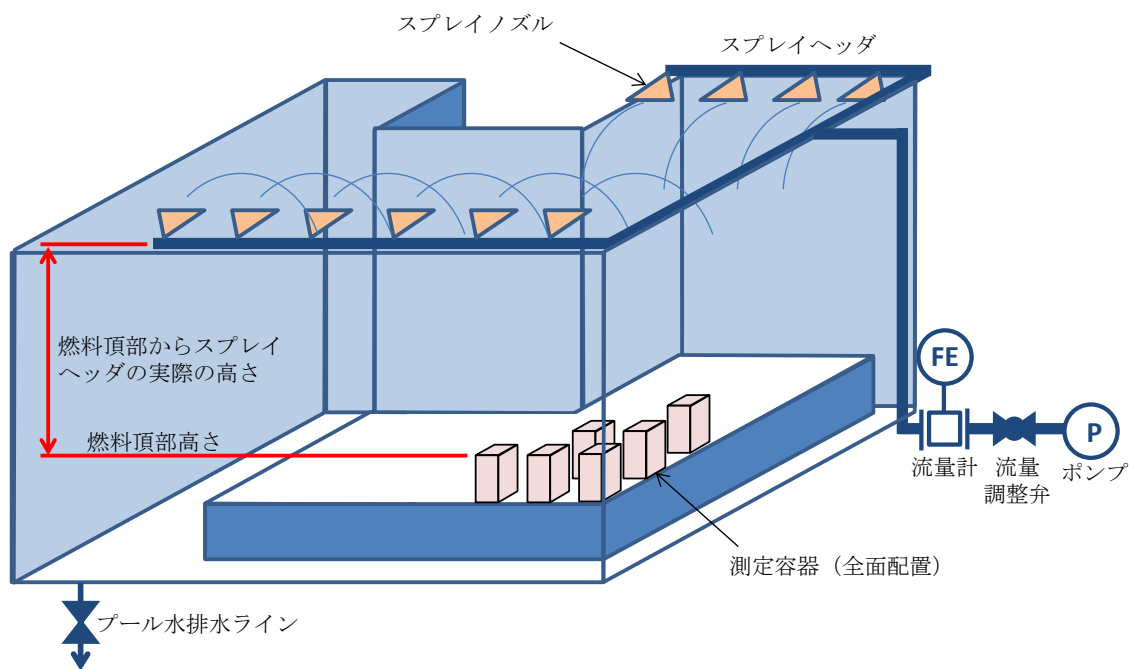 スプレイノズル
スプレイヘッダ
燃料頂部からスプレイ
ヘッダの実際の高さ
燃料頂部高さ
FE
P
流量計
流量
調整弁
ポンプ
測定容器（全面配置）
プール水排水ライン